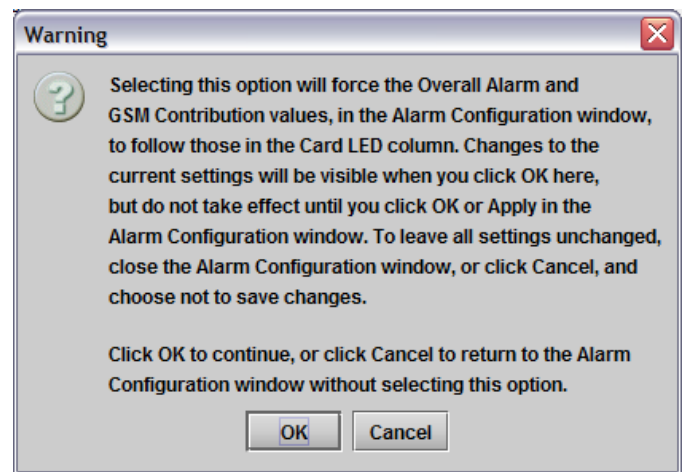 Warning
Selecting this option will force the Overall Alarm and
GSM Contribution values, in the Alarm Configuration window,
to follow those in the Card LED column. Changes to the
current settings will be visible when you click OK here,
but do not take effect until you click OK or Apply in the
Alarm Configuration window. To leave all settings unchanged,
close the Alarm Configuration window, or click Cancel, and
choose not to save changes.
Click OK to continue, or click Cancel to return to the Alarm
Configuration window without selecting this option.
OK Cancel